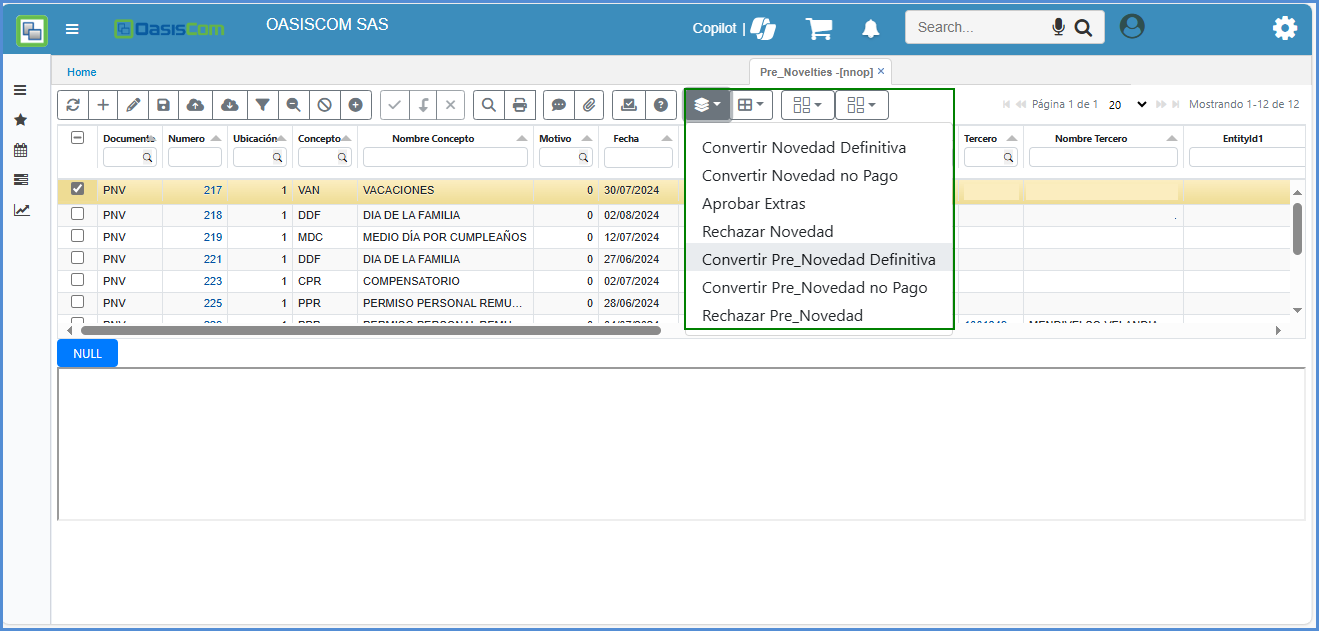 OasisCom
OASISCOM SAS
Copilot |
Search...
Home
Pre_Novelties -[nnop] ×
Página 1 de 1 20
Mostrando 1-12 de 12
Documento Numero Ubicación Concepto Nombre Concepto Motivo Fecha Tercero Nombre Tercero EntityId1
PNV 217 1 VAN VACACIONES 0 30/07/2024
PNV 218 1 DDF DIA DE LA FAMILIA 0 02/08/2024 .
PNV 219 1 MDC MEDIO DÍA POR CUMPLEAÑOS 0 12/07/2024
PNV 221 1 DDF DIA DE LA FAMILIA 0 27/06/2024
PNV 223 1 CPR COMPENSATORIO 0 02/07/2024
PNV 225 1 PPR PERMISO PERSONAL REMU... 0 28/06/2024
Convertir Novedad Definitiva
Convertir Novedad no Pago
Aprobar Extras
Rechazar Novedad
Convertir Pre_Novedad Definitiva
Convertir Pre_Novedad no Pago
Rechazar Pre_Novedad
NULL